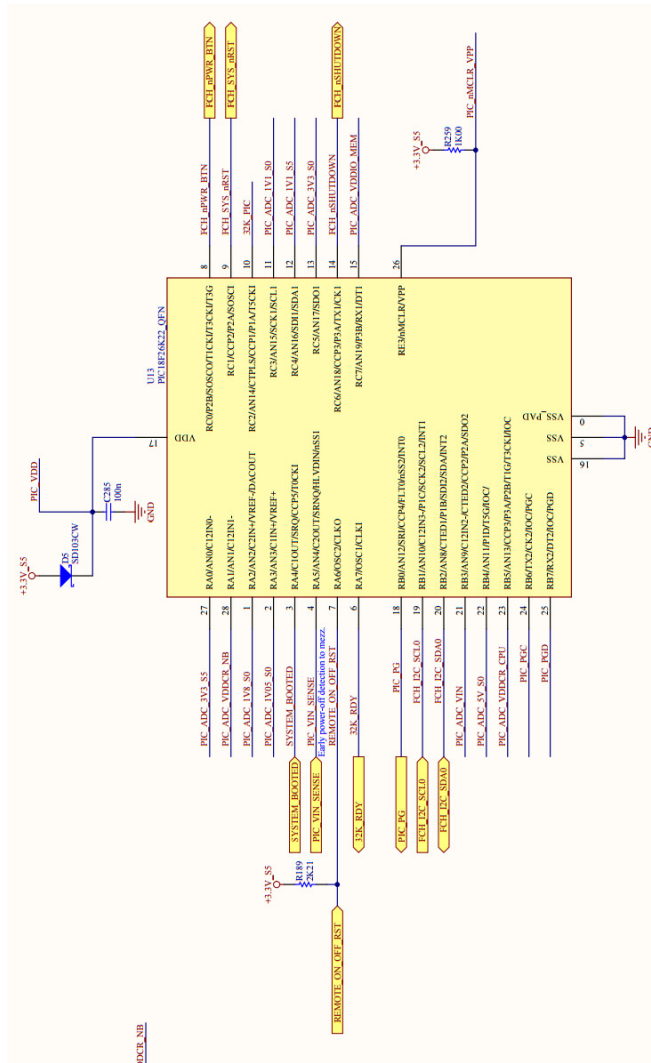 FCH_nPWR_BTN
FCH_SYS_nRST
FCH_nSHUTDOWN
PIC_nMCLR_VPP
+3.3V_S5
R259
1K00
FCH_nPWR_BTN
FCH_SYS_nRST
32K_PIC
PIC_ADC_1V1_S0
PIC_ADC_1V1_S5
PIC_ADC_3V3_S0
FCH_nSHUTDOWN
PIC_ADC_VDDIO_MEM
8
9
10
11
12
13
14
15
26
U13
PIC18F26K22_QFN
RC0/P2B/SOSCO/T1CKI/T3CKI/T3G
RC1/CCP2/P2A/SOSCI
RC2/AN14/CTPLS/CCP1/P1A/T5CKI
RC3/AN15/SCK1/SCL1
RC4/AN16/SDI1/SDA1
RC5/AN17/SDO1
RC6/AN18/CCP3/P3A/TX1/CK1
RC7/AN19/P3B/RX1/DT1
RE3/nMCLR/VPP
PIC_VDD
17
VDD
VSS_PAD
VSS
VSS
0
5
16
GND
C285
100n
GND
D5
SD103CW
+3.3V_S5
RA0/AN0/C12IN0-
RA1/AN1/C12IN1-
RA2/AN2/C2IN+/VREF-/DACOUT
RA3/AN3/C1IN+/VREF+
RA4/C1OUT/SRQ/CCP5/T0CKI
RA5/AN4/C2OUT/SRNQ/HLVDIN/nSS1
RA6/OSC2/CLKO
RA7/OSC1/CLKI
RB0/AN12/SRI/CCP4/FLT0/nSS2/INT0
RB1/AN10/C12IN3-/P1C/SCK2/SCL2/INT1
RB2/AN8/CTED1/P1B/SDI2/SDA/INT2
RB3/AN9/C12IN2-/CTED2/CCP2/P2A/SDO2
RB4/AN11/P1D/T5G/IOC/
RB5/AN13/CCP3/P3A/P2B/T1G/T3CKI/IOC
RB6/TX2/CK2/IOC/PGC
RB7/RX2/DT2/IOC/PGD
27
28
1
2
3
4
7
6
18
19
20
21
22
23
24
25
PIC_ADC_3V3_S5
PIC_ADC_VDDCR_NB
PIC_ADC_1V8_S0
PIC_ADC_1V05_S0
SYSTEM_BOOTED
PIC_VIN_SENSE
Early power-off detection to mezz.
REMOTE_ON_OFF_RST
32K_RDY
PIC_PG
FCH_I2C_SCL0
FCH_I2C_SDA0
PIC_ADC_VIN
PIC_ADC_5V_S0
PIC_ADC_VDDCR_CPU
PIC_PGC
PIC_PGD
SYSTEM_BOOTED
PIC_VIN_SENSE
32K_RDY
PIC_PG
FCH_I2C_SCL0
FCH_I2C_SDA0
+3.3V_S5
R189
2K21
REMOTE_ON_OFF_RST
DDCR_NB